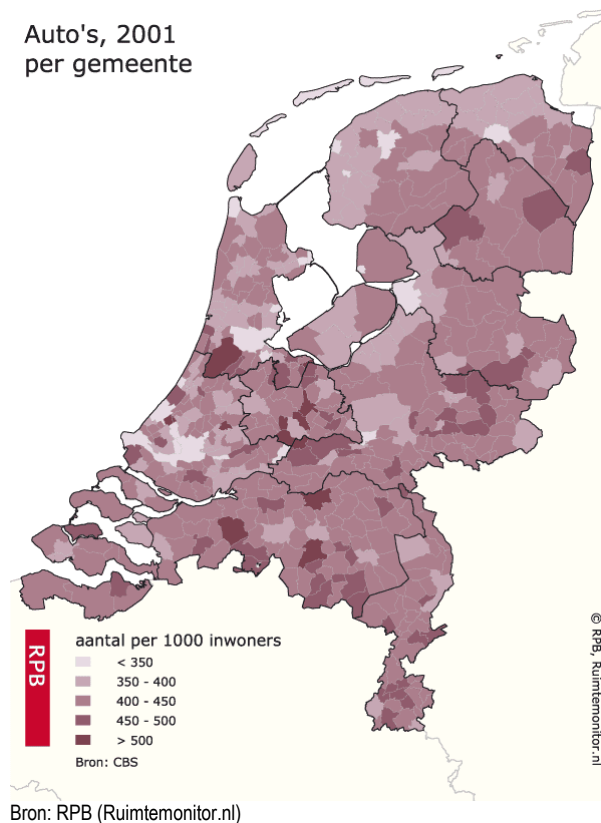 Auto's, 2001
per gemeente
aantal per 1000 inwoners
< 350
350 - 400
400 - 450
450 - 500
> 500
Bron: CBS
RPB
© RPB, Ruimtemonitor.nl
Bron: RPB (Ruimtemonitor.nl)